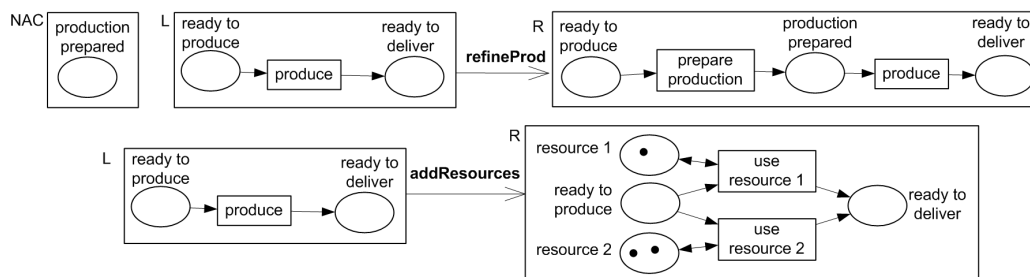 NAC
production
prepared
L
ready to
produce
produce
ready to
deliver
refineProd
R
ready to
produce
prepare
production
production
prepared
produce
ready to
deliver
L
ready to
produce
produce
ready to
deliver
addResources
R
resource 1
use
resource 1
ready to
produce
ready to
deliver
resource 2
use
resource 2